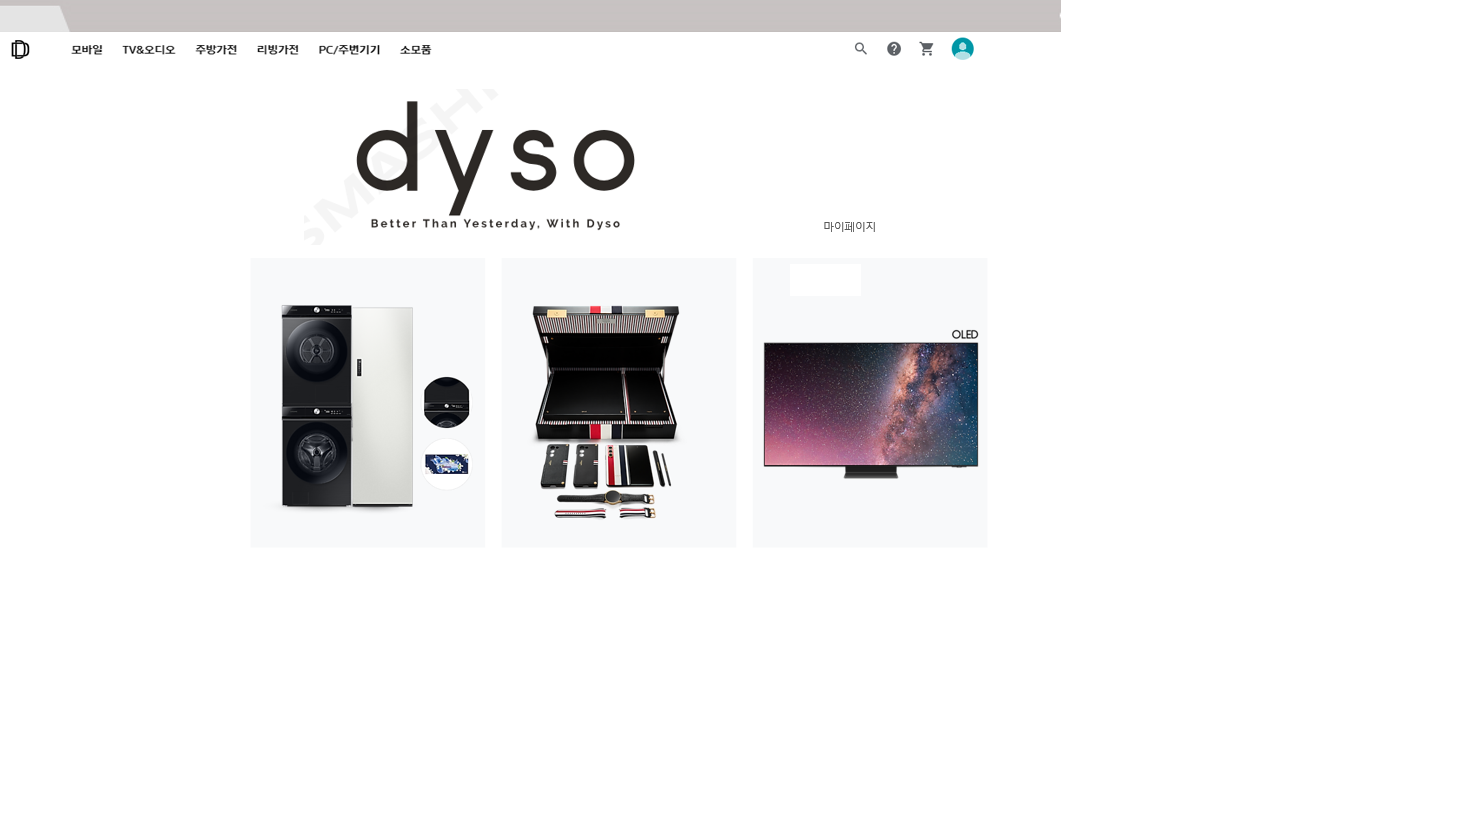 모바일 TV&오디오 주방가전 리빙가전 PC/주변기기 소모품
SMASHI
dyso
Better Than Yesterday, With Dyso
마이페이지
OLED